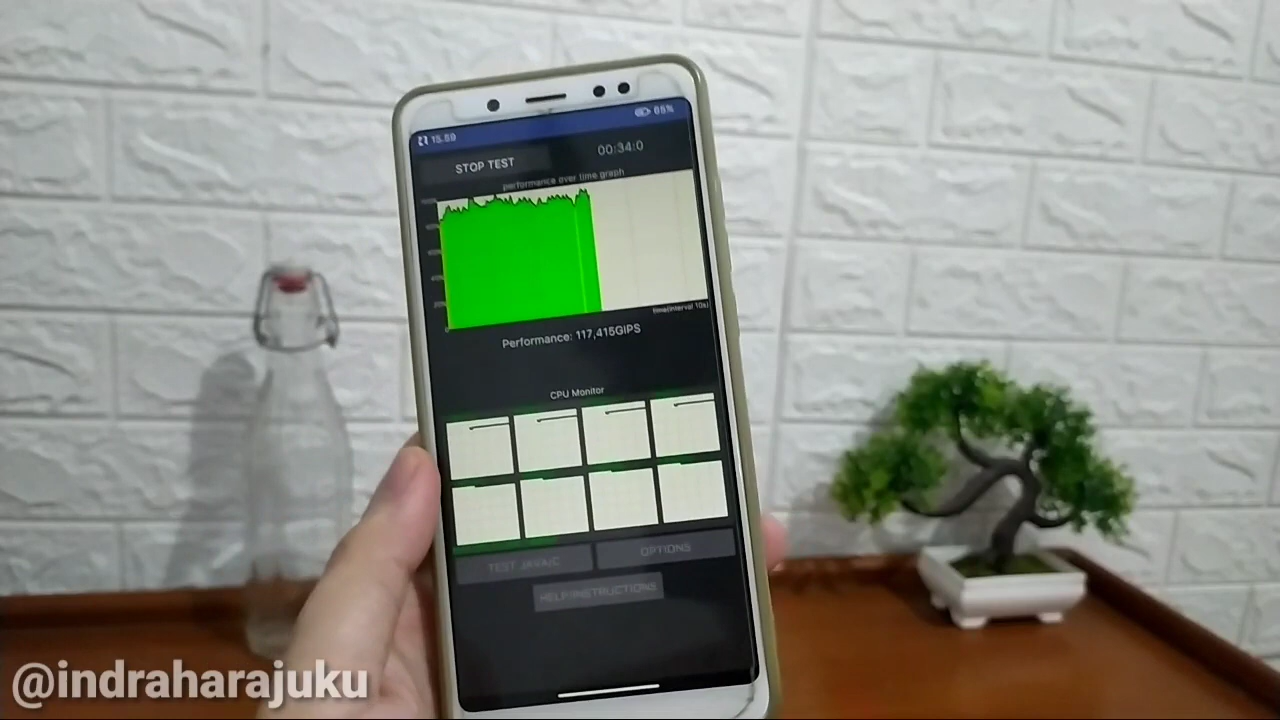 15.59
65%
STOP TEST
00:34:0
performance over time graph
time(interval 10s)
Performance: 117,415GIPS
CPU Monitor
TEST JAVA/C
OPTIONS
HELP/INSTRUCTIONS
@indraharajuku